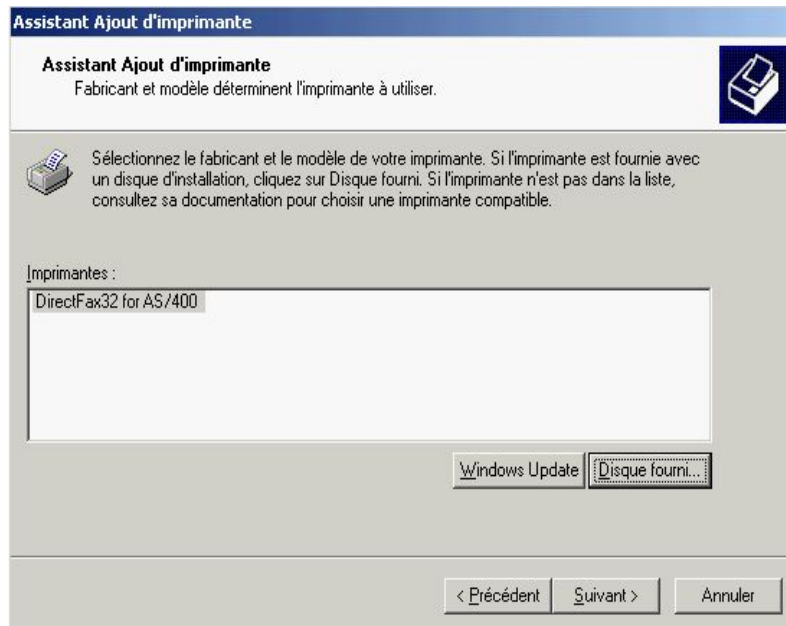 Assistant Ajout d'imprimante
Assistant Ajout d'imprimante
Fabricant et modèle déterminent l'imprimante à utiliser.
Sélectionnez le fabricant et le modèle de votre imprimante. Si l'imprimante est fournie avec
un disque d'installation, cliquez sur Disque fourni. Si l'imprimante n'est pas dans la liste,
consultez sa documentation pour choisir une imprimante compatible.
Imprimantes :
DirectFax32 for AS/400
Windows Update Disque fourni...
< Précédent Suivant > Annuler